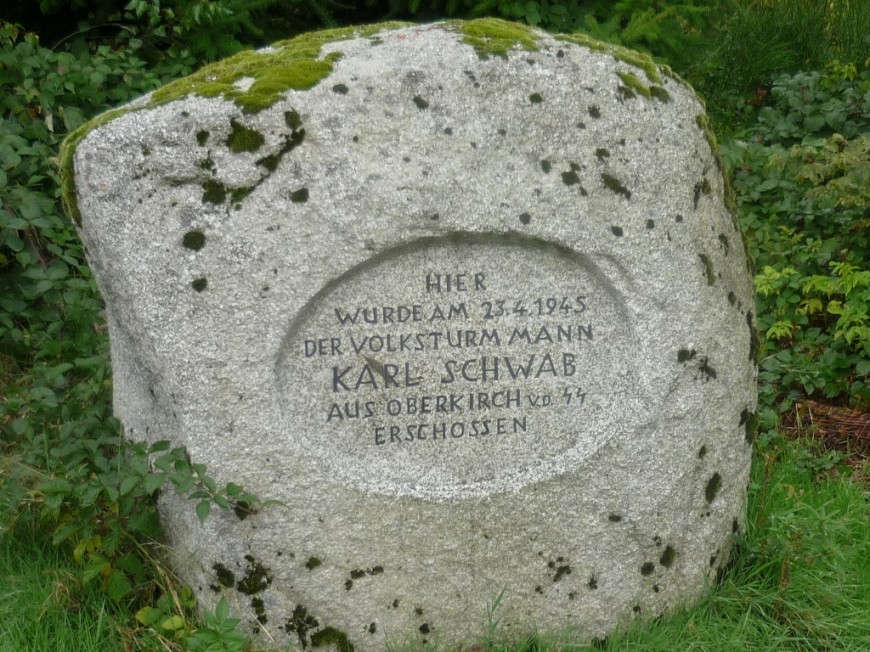 HIER
WURDE AM 23.4.1945
DER VOLKSTURM MANN
KARL SCHWAB
AUS OBERKIRCH v.D. SS
ERSCHOSSEN